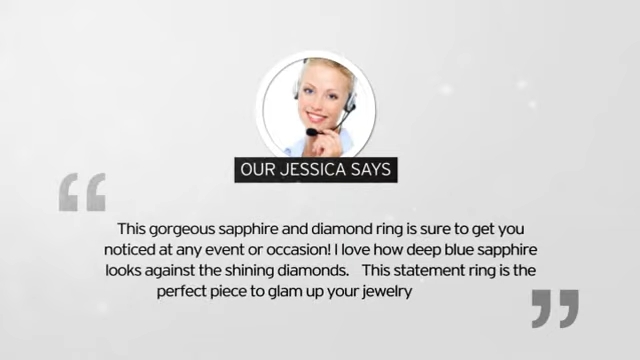 OUR JESSICA SAYS
This gorgeous sapphire and diamond ring is sure to get you
noticed at any event or occasion! I love how deep blue sapphire
looks against the shining diamonds. This statement ring is the
perfect piece to glam up your jewelry